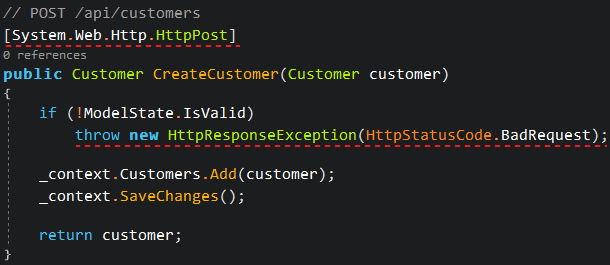 // POST /api/customers
[System.Web.Http.HttpPost]
0 references
public Customer CreateCustomer(Customer customer)
{
    if (!ModelState.IsValid)
        throw new HttpResponseException(HttpStatusCode.BadRequest);
    _context.Customers.Add(customer);
    _context.SaveChanges();
    return customer;
}